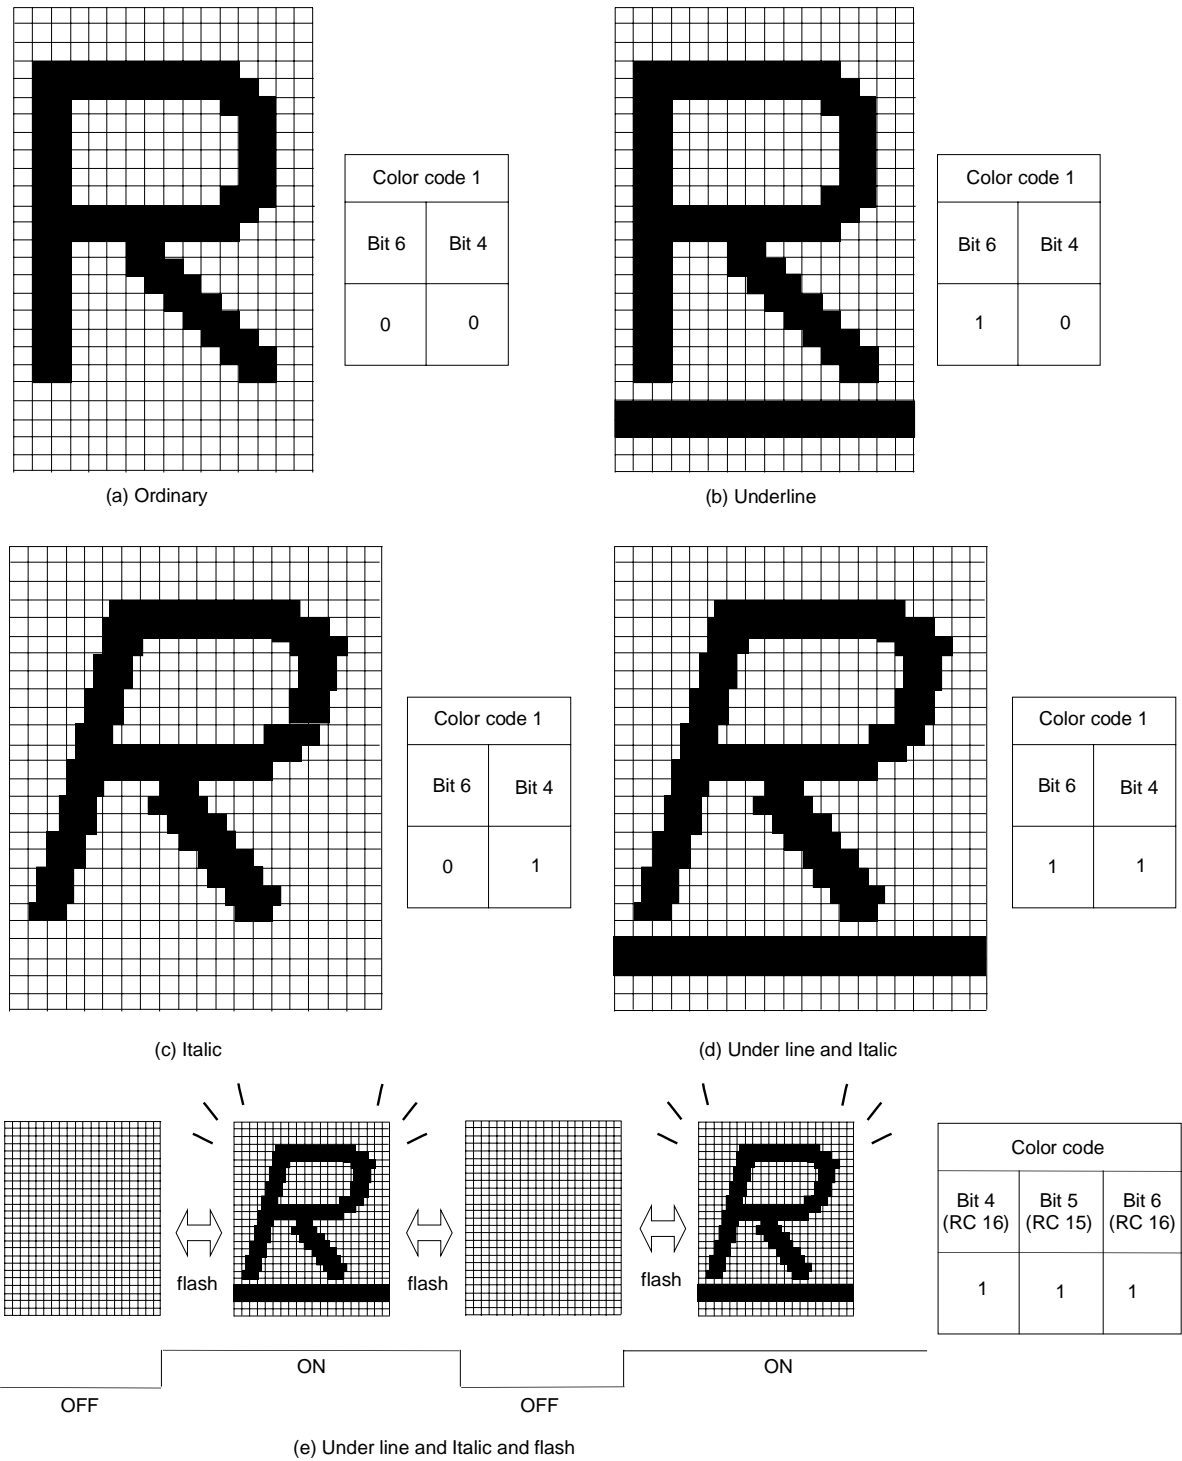 Color code 1
Bit 6 Bit 4
0 0
(a) Ordinary
Color code 1
Bit 6 Bit 4
1 0
(b) Underline
Color code 1
Bit 6 Bit 4
0 1
(c) Italic
Color code 1
Bit 6 Bit 4
1 1
(d) Under line and Italic
flash flash flash
Color code
Bit 4 Bit 5 Bit 6
(RC 16) (RC 15) (RC 16)
1 1 1
ON ON
OFF OFF
(e) Under line and Italic and flash